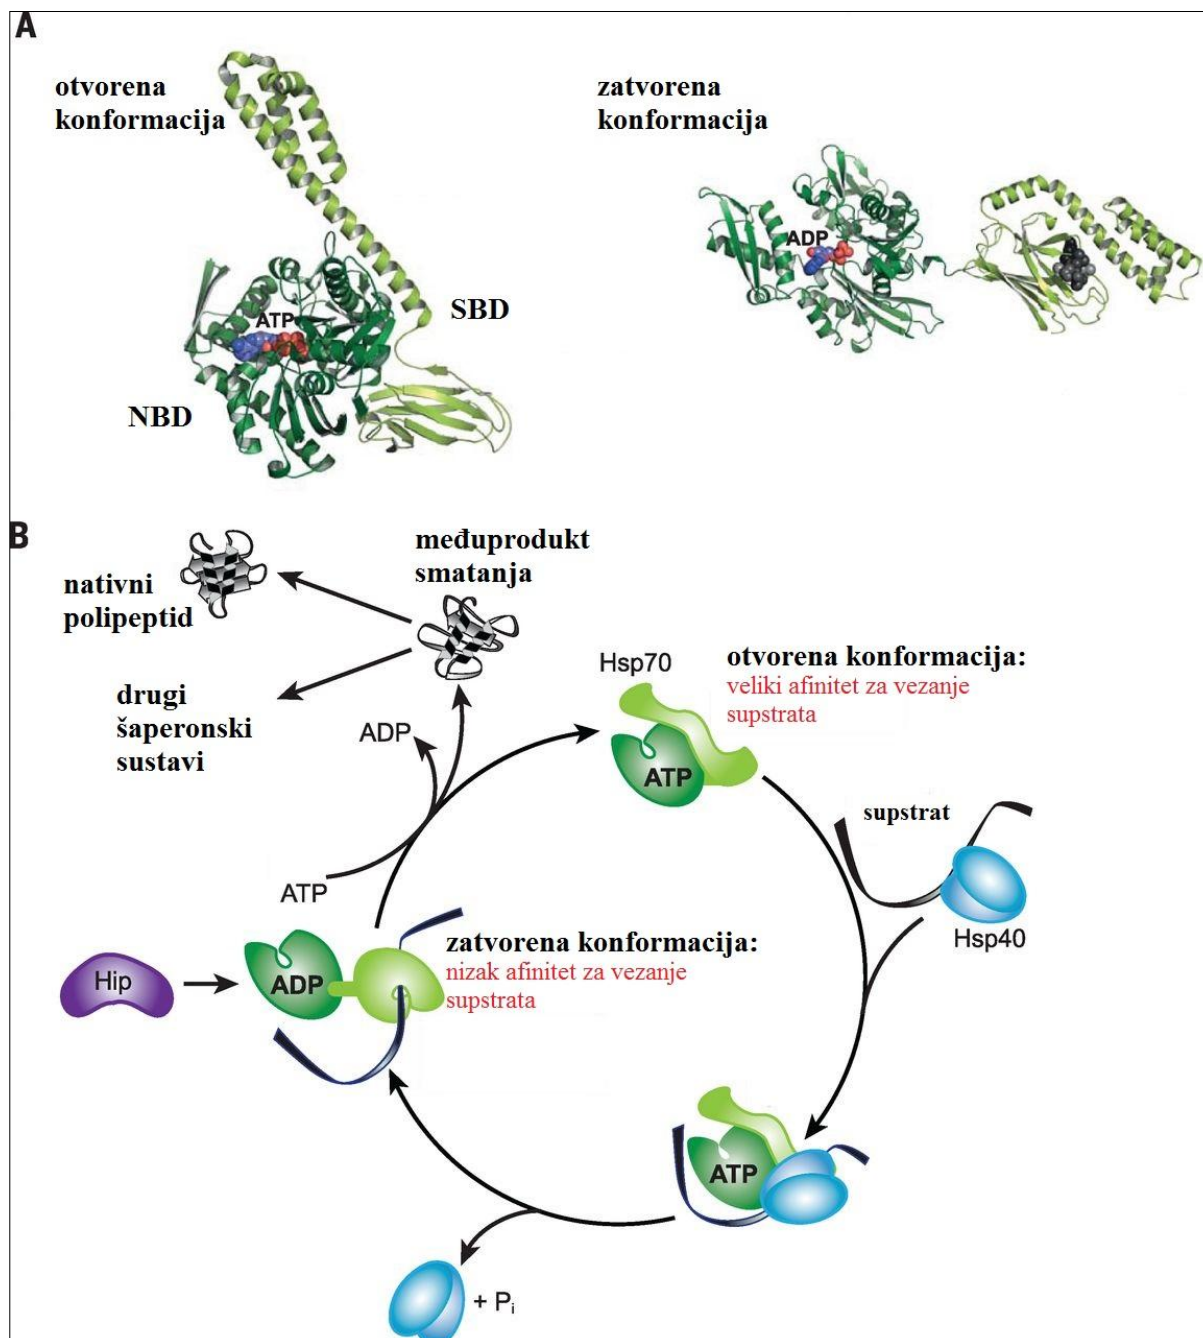 A
otvorena
konformacija
ATP
SBD
NBD
zatvorena
konformacija
ADP
B
nativni
polipeptid
međuprodukt
smatanja
drugi
šaperonski
sustavi
ADP
ATP
Hsp70
otvorena konformacija:
veliki afinitet za vezanje
supstrata
ATP
supstrat
Hsp40
Hip
ADP
zatvorena konformacija:
nizak afinitet za vezanje
supstrata
ATP
+ Pᵢ